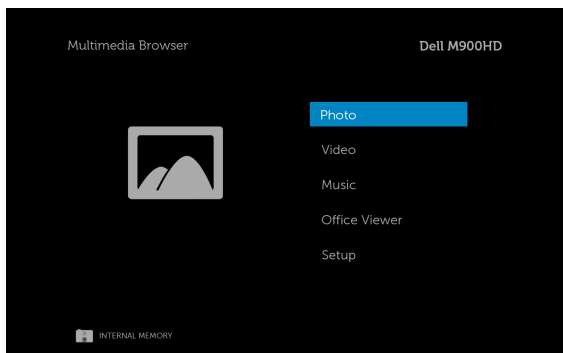 Multimedia Browser
Dell M900HD
Photo
Video
Music
Office Viewer
Setup
INTERNAL MEMORY